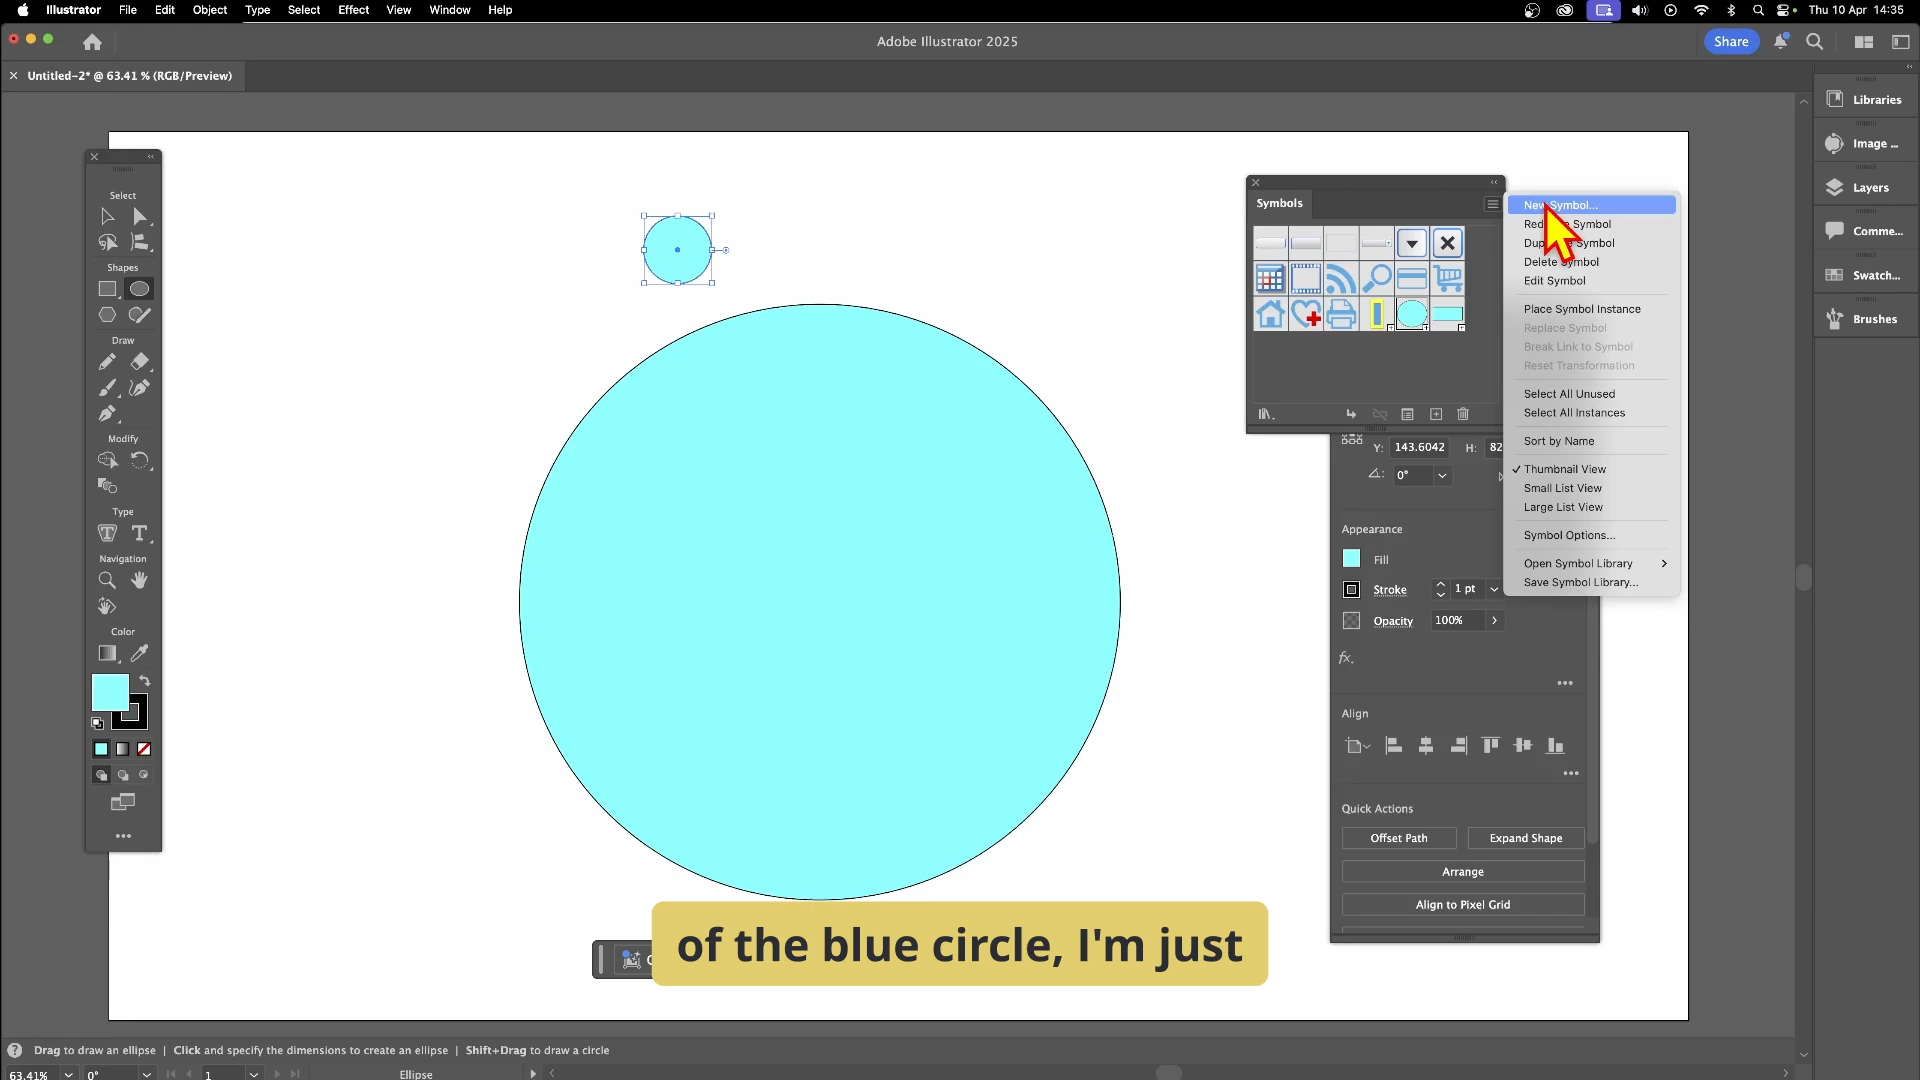 Illustrator File Edit Object Type Select Effect View Window Help
Thu 10 Apr 14:35
Adobe Illustrator 2025
Share
Untitled-2* @ 63.41 % (RGB/Preview)
Select
Shapes
Draw
Modify
Type
Navigation
Color
Symbols
New Symbol...
Symbol
Symbol
Delete Symbol
Edit Symbol
Place Symbol Instance
Replace Symbol
Break Link to Symbol
Reset Transformation
Select All Unused
Select All Instances
Sort by Name
Thumbnail View
Small List View
Large List View
Symbol Options...
Open Symbol Library
Save Symbol Library...
Y: 143.6042 H: 82
0°
Appearance
Fill
Stroke 1 pt
Opacity 100%
fx.
Align
Quick Actions
Offset Path Expand Shape
Arrange
Align to Pixel Grid
Libraries
Image ...
Layers
Comme...
Swatch...
Brushes
of the blue circle, I'm just
Drag to draw an ellipse | Click and specify the dimensions to create an ellipse | Shift+Drag to draw a circle
63.41% 0° 1 Ellipse